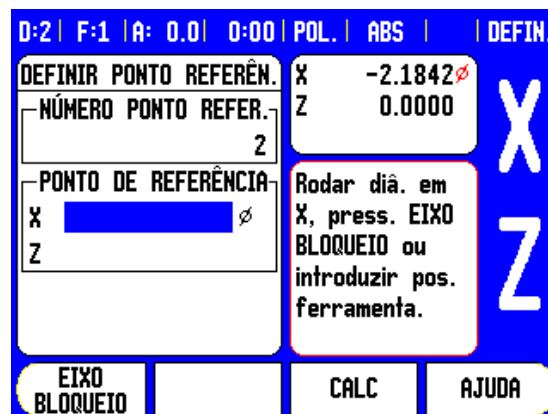 D:2| F:1 |A: 0.0| 0:00| POL.| ABS | | DEFIN.
DEFINIR PONTO REFERÊN.
NÚMERO PONTO REFER.
2
PONTO DE REFERÊNCIA
X ø
Z
X -2.1842ø
Z 0.0000
Rodar diâ. em
X, press. EIXO
BLOQUEIO ou
introduzir pos.
ferramenta.
X
Z
EIXO
BLOQUEIO
CALC
AJUDA